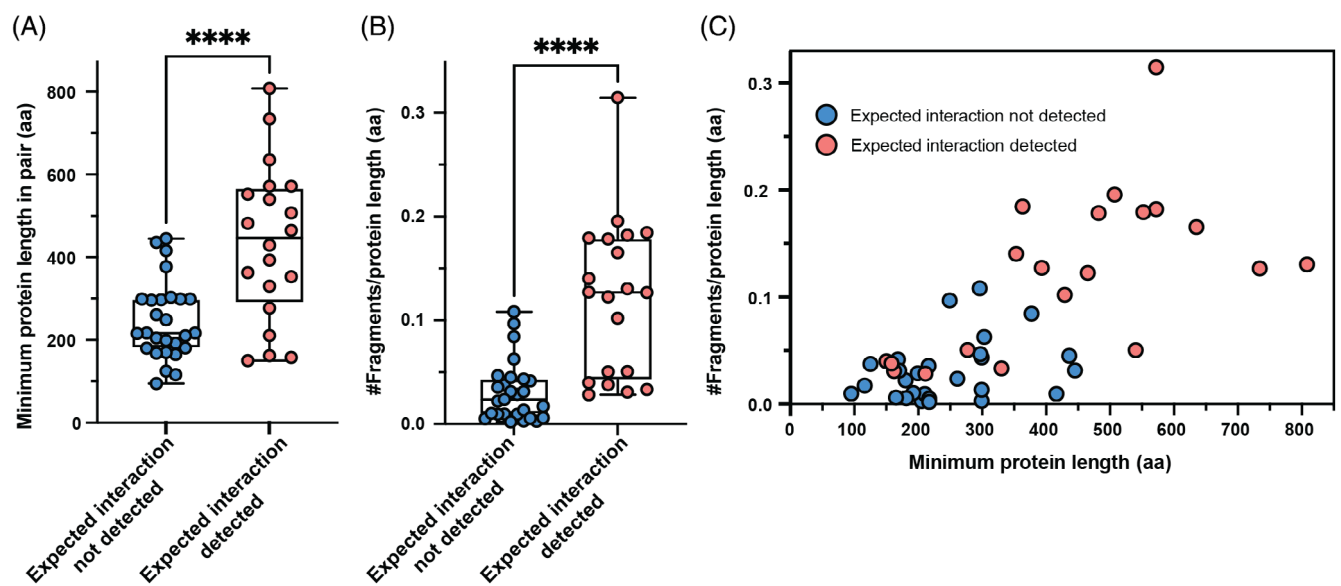 (A)
****
Minimum protein length in pair (aa)
800
600
400
200
0
Expected interaction
not detected
Expected interaction
detected
(B)
****
#Fragments/protein length (aa)
0.3
0.2
0.1
0.0
Expected interaction
not detected
Expected interaction
detected
(C)
#Fragments/protein length (aa)
0.3
0.2
0.1
0.0
Expected interaction not detected
Expected interaction detected
0 100 200 300 400 500 600 700 800
Minimum protein length (aa)